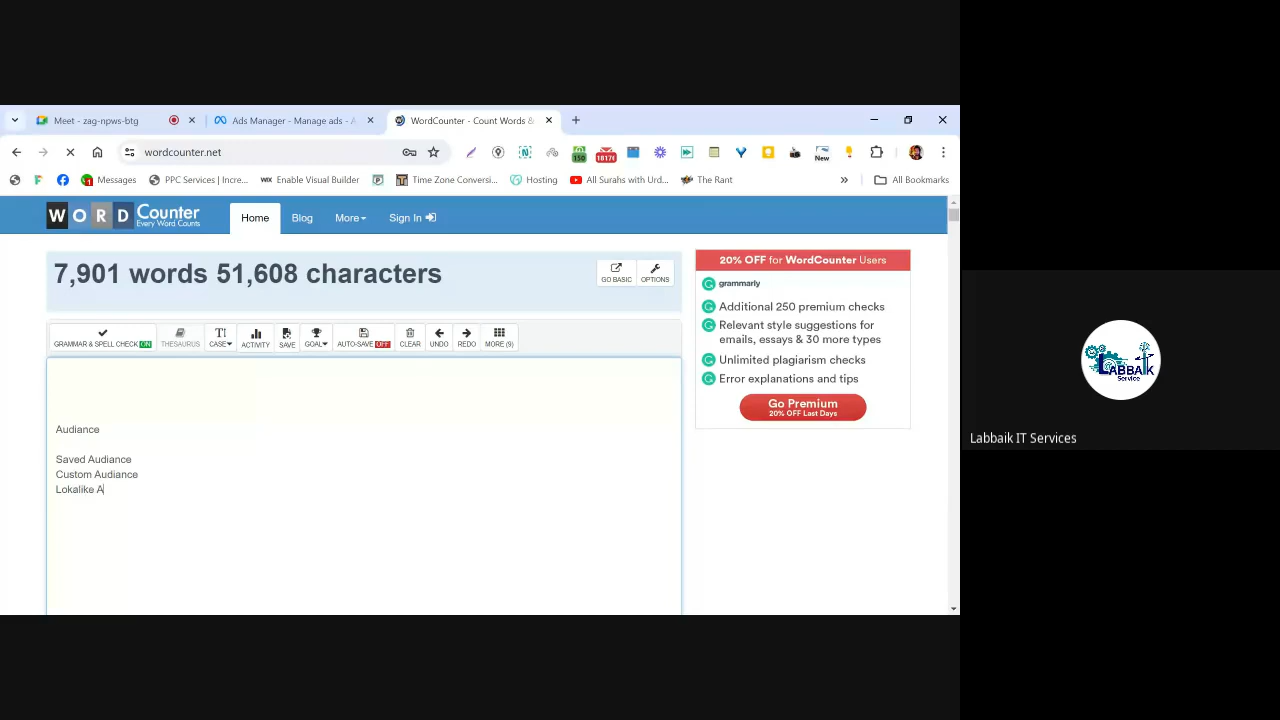 Meet - zag-npws-btg
Ads Manager - Manage ads - A
WordCounter - Count Words &
wordcounter.net
150
18174
New
Messages
PPC Services | Incre...
WIX Enable Visual Builder
Time Zone Conversi...
Hosting
All Surahs with Urd...
The Rant
All Bookmarks
WORD Counter
Every Word Counts
Home
Blog
More
Sign In
7,901 words 51,608 characters
GO BASIC
OPTIONS
GRAMMAR & SPELL CHECK ON
THESAURUS
CASE
ACTIVITY
SAVE
GOAL
AUTO-SAVE OFF
CLEAR
UNDO
REDO
MORE (9)
Audiance
Saved Audiance
Custom Audiance
Lokalike A
20% OFF for WordCounter Users
grammarly
Additional 250 premium checks
Relevant style suggestions for
emails, essays & 30 more types
Unlimited plagiarism checks
Error explanations and tips
Go Premium
20% OFF Last Days
LABBAIK
Service
Labbaik IT Services